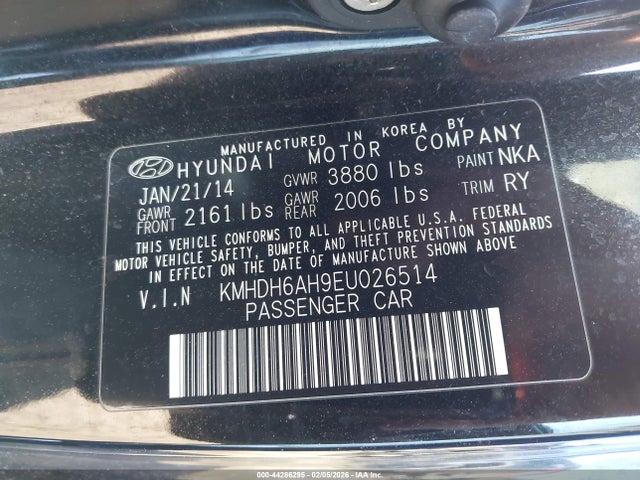 MANUFACTURED IN KOREA BY
HYUNDAI MOTOR COMPANY
JAN/21/14 GVWR 3880 lbs PAINT NKA
GAWR FRONT 2161 lbs GAWR REAR 2006 lbs TRIM RY
THIS VEHICLE CONFORMS TO ALL APPLICABLE U.S.A. FEDERAL
MOTOR VEHICLE SAFETY, BUMPER, AND THEFT PREVENTION STANDARDS
IN EFFECT ON THE DATE OF MANUFACTURE SHOWN ABOVE
V.I.N KMHDH6AH9EU026514
PASSENGER CAR
000-44286295 - 02/05/2026 - IAA, Inc.